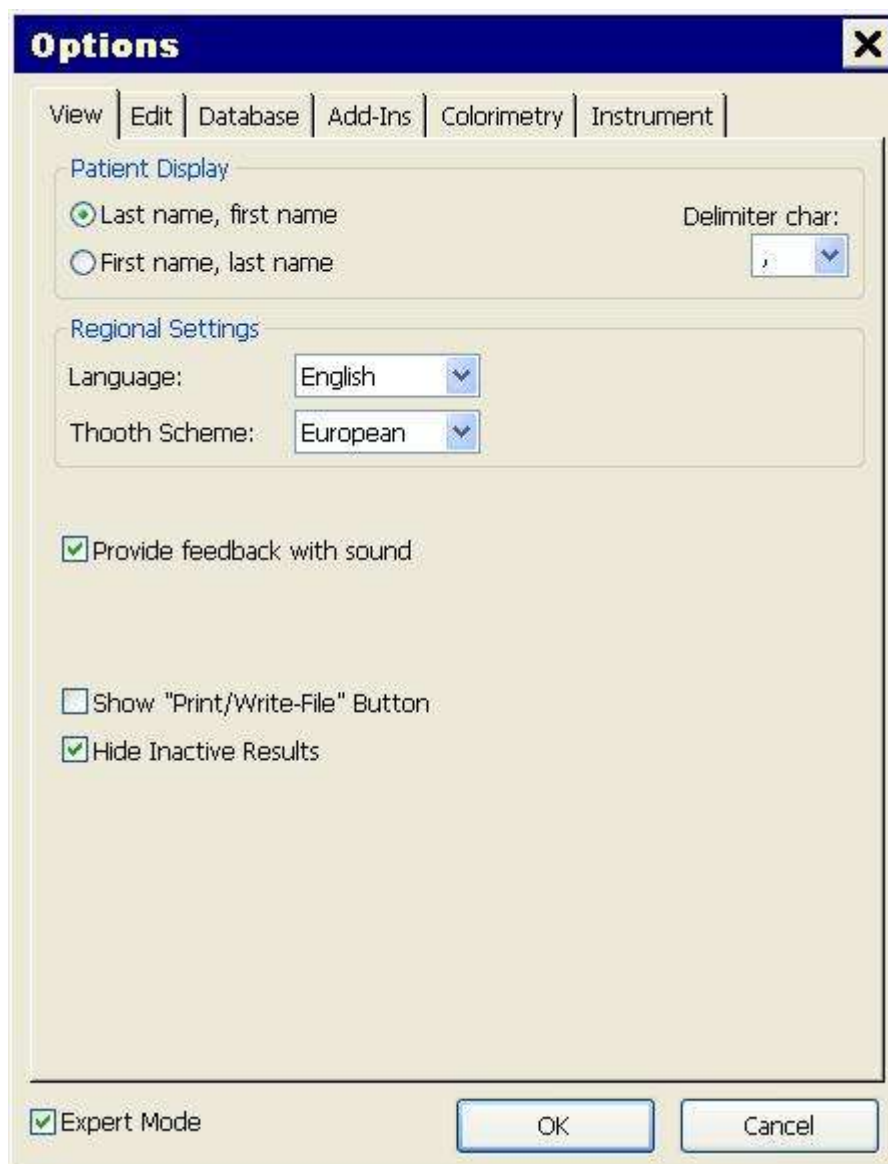 Options
View Edit Database Add-Ins Colorimetry Instrument
Patient Display
Last name, first name
Delimiter char:
First name, last name
,
Regional Settings
Language: English
Thooth Scheme: European
Provide feedback with sound
Show "Print/Write-File" Button
Hide Inactive Results
Expert Mode OK Cancel